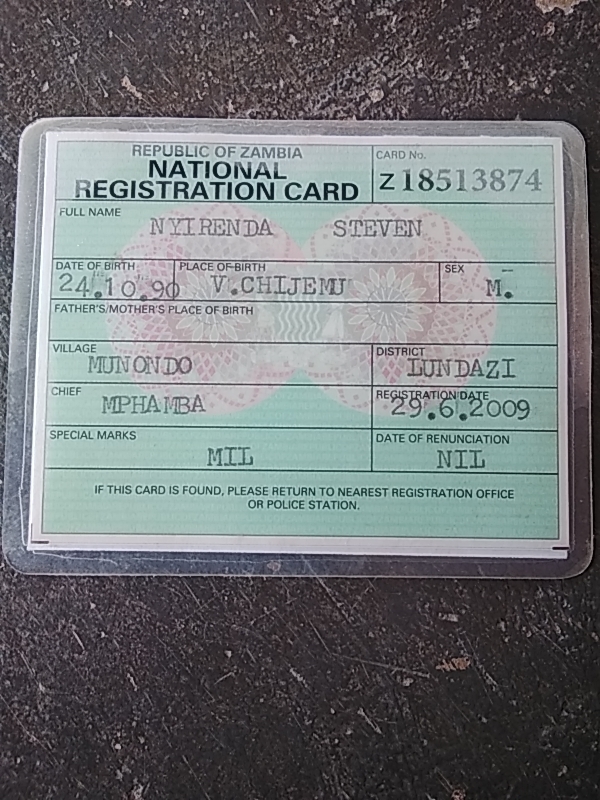 REPUBLIC OF ZAMBIA
NATIONAL
REGISTRATION CARD
CARD No.
Z18513874
FULL NAME
NYIRENDA STEVEN
DATE OF BIRTH
24.10.90
PLACE OF BIRTH
V.CHIJEMU
SEX
M.
FATHER'S/MOTHER'S PLACE OF BIRTH
VILLAGE
MUNONDO
DISTRICT
LUNDAZI
CHIEF
MPHAMBA
REGISTRATION DATE
29.6.2009
SPECIAL MARKS
MIL
DATE OF RENUNCIATION
NIL
IF THIS CARD IS FOUND, PLEASE RETURN TO NEAREST REGISTRATION OFFICE
OR POLICE STATION.